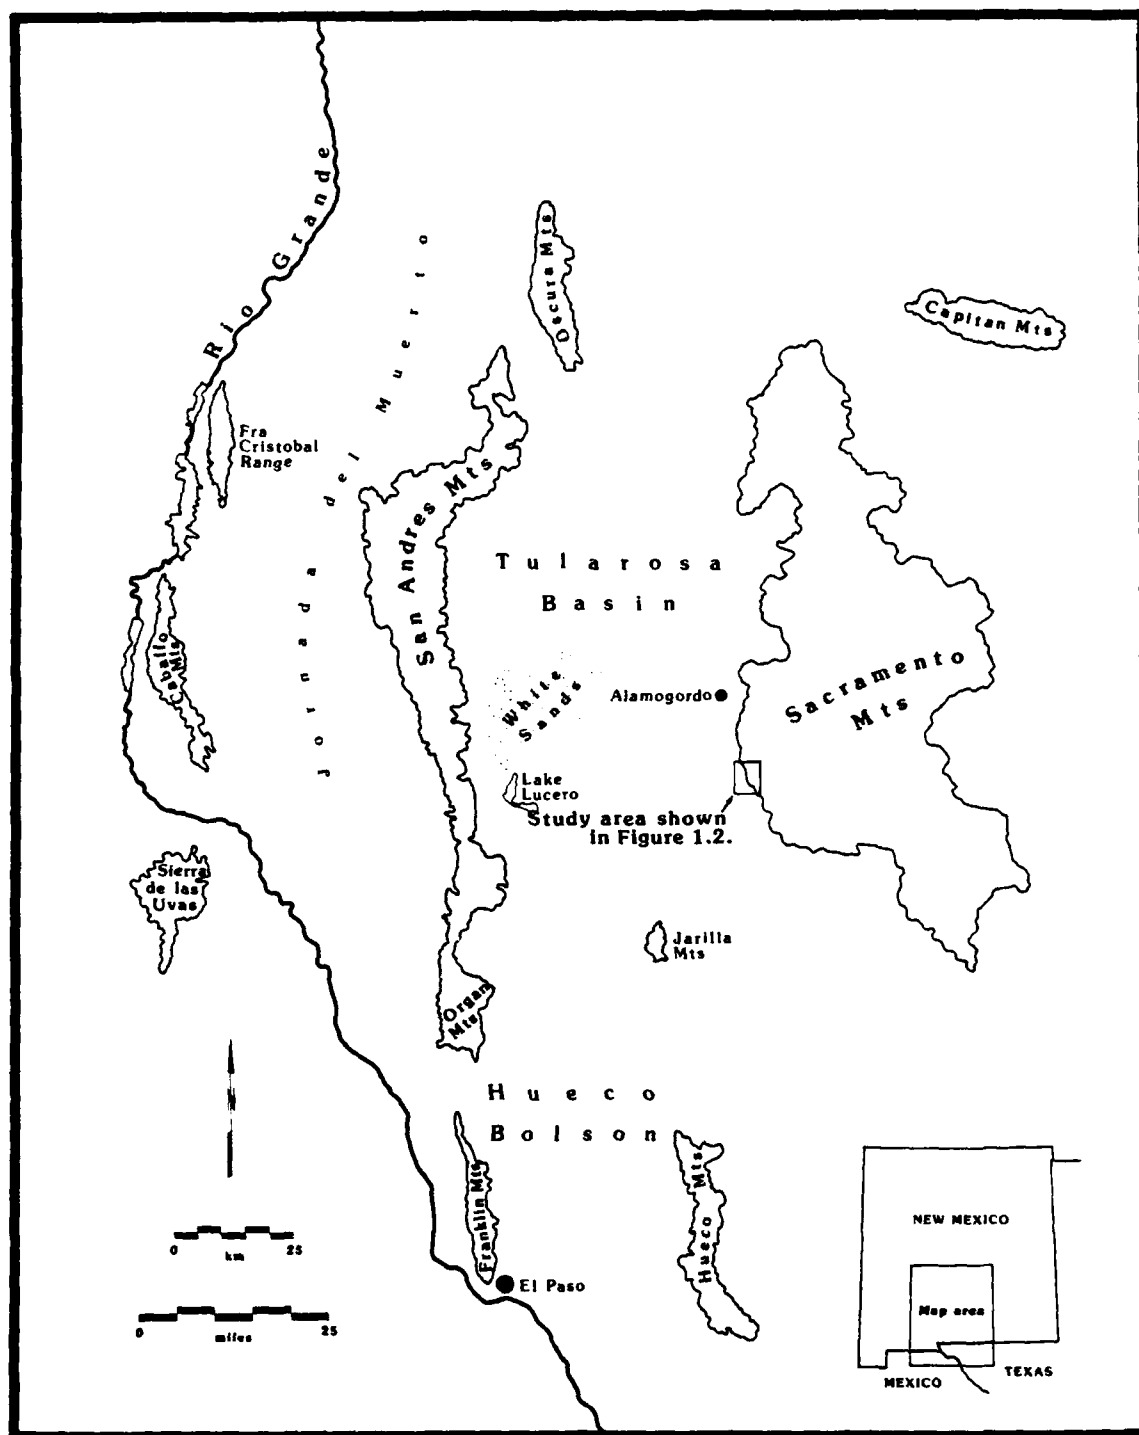 Rio Grande
Jornada del Muerto
Oscura Mts
Capitan Mts
Fra
Cristobal
Range
San Andres Mts
Tularosa
Basin
Caballo
Mts
White
Sands
Alamogordo
Sacramento
Mts
Lake
Lucero
Study area shown
in Figure 1.2.
Sierra
de las
Uvas
Jarilla
Mts
Organ
Mts
Hueco
Bolson
Franklin Mts
Hueco Mts
El Paso
0 25
km
0 25
miles
NEW MEXICO
Map area
TEXAS
MEXICO